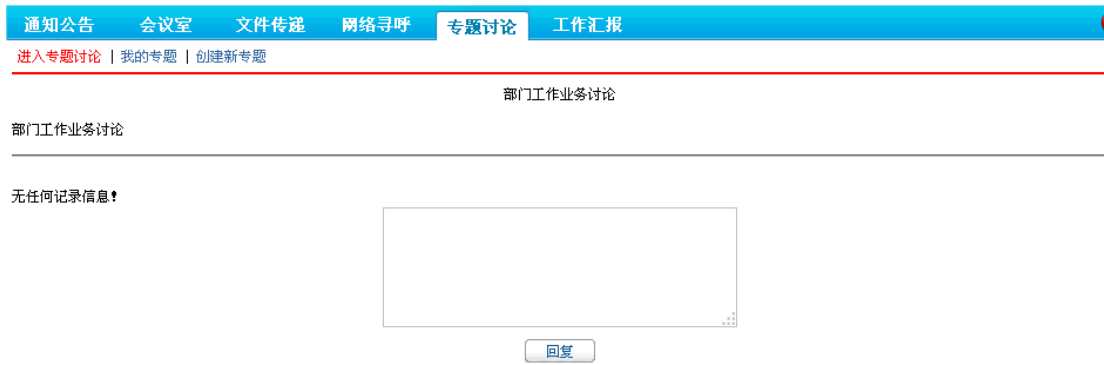 通知公告 会议室 文件传递 网络寻呼 专题讨论 工作汇报
进入专题讨论 | 我的专题 | 创建新专题
部门工作业务讨论
部门工作业务讨论
无任何记录信息!
回复